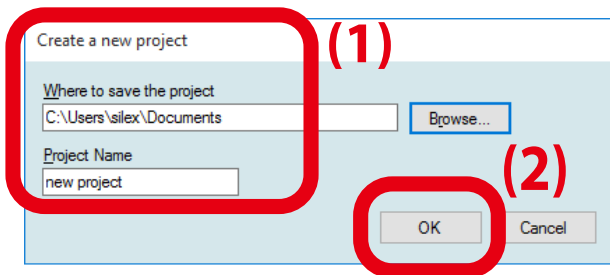 Create a new project
(1)
Where to save the project
C:\Users\silex\Documents
Browse...
Project Name
new project
(2)
OK
Cancel